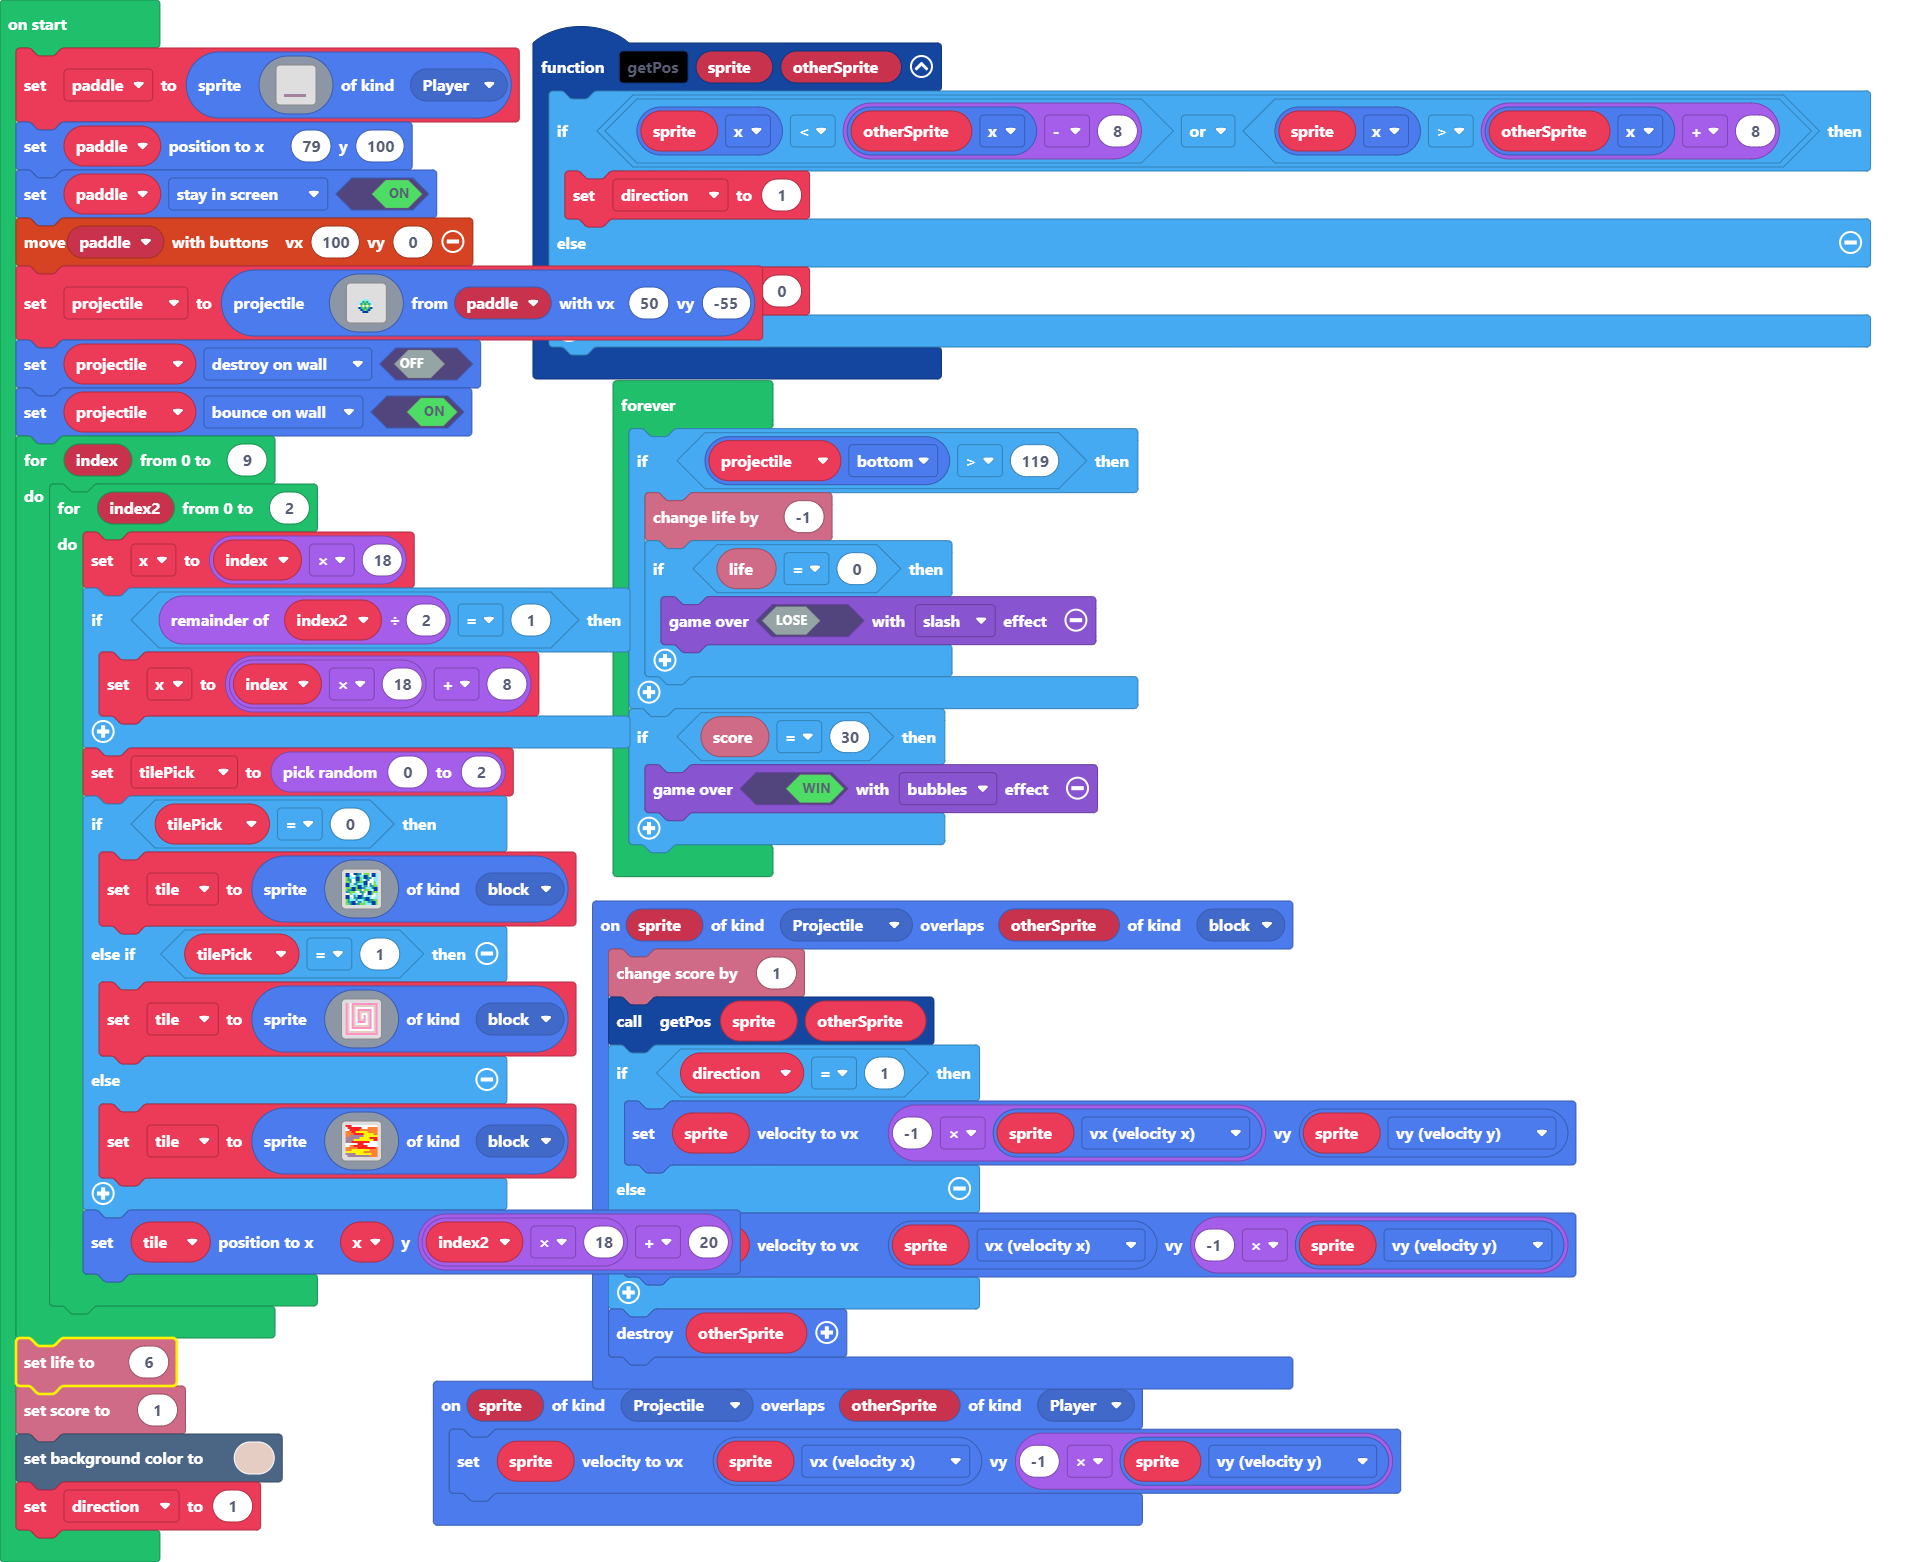 on start
set paddle to sprite of kind Player
set paddle position to x 79 y 100
set paddle stay in screen ON
move paddle with buttons vx 100 vy 0
set projectile to projectile from paddle with vx 50 vy -55
set projectile destroy on wall OFF
set projectile bounce on wall ON
for index from 0 to 9
do for index2 from 0 to 2
do set x to index × 18
if remainder of index2 ÷ 2 = 1 then
set x to index × 18 + 8
set tilePick to pick random 0 to 2
if tilePick = 0 then
set tile to sprite of kind block
else if tilePick = 1 then
set tile to sprite of kind block
else
set tile to sprite of kind block
set tile position to x x y index2 × 18 + 20
set life to 6
set score to 1
set background color to
set direction to 1
function getPos sprite otherSprite
if sprite x < otherSprite x - 8 or sprite x > otherSprite x + 8 then
set direction to 1
else
0
forever
if projectile bottom > 119 then
change life by -1
if life = 0 then
game over LOSE with slash effect
if score = 30 then
game over WIN with bubbles effect
on sprite of kind Projectile overlaps otherSprite of kind block
change score by 1
call getPos sprite otherSprite
if direction = 1 then
set sprite velocity to vx -1 × sprite vx (velocity x) vy sprite vy (velocity y)
else
velocity to vx sprite vx (velocity x) vy -1 × sprite vy (velocity y)
destroy otherSprite
on sprite of kind Projectile overlaps otherSprite of kind Player
set sprite velocity to vx sprite vx (velocity x) vy -1 × sprite vy (velocity y)